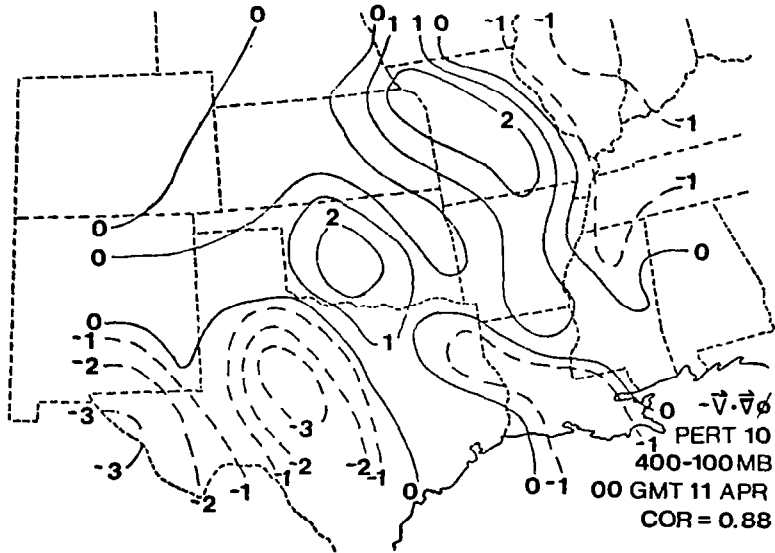 0 0 1 1 0 -1 -1
2 -1
-1
0 2 0
0
0 1
-1
-2
-3 -3 0
-3 -2 -2 -1
-2 -1 -1 -1 0 0 -1
-V⃗·∇⃗φ
PERT 10
400-100 MB
00 GMT 11 APR
COR = 0.88